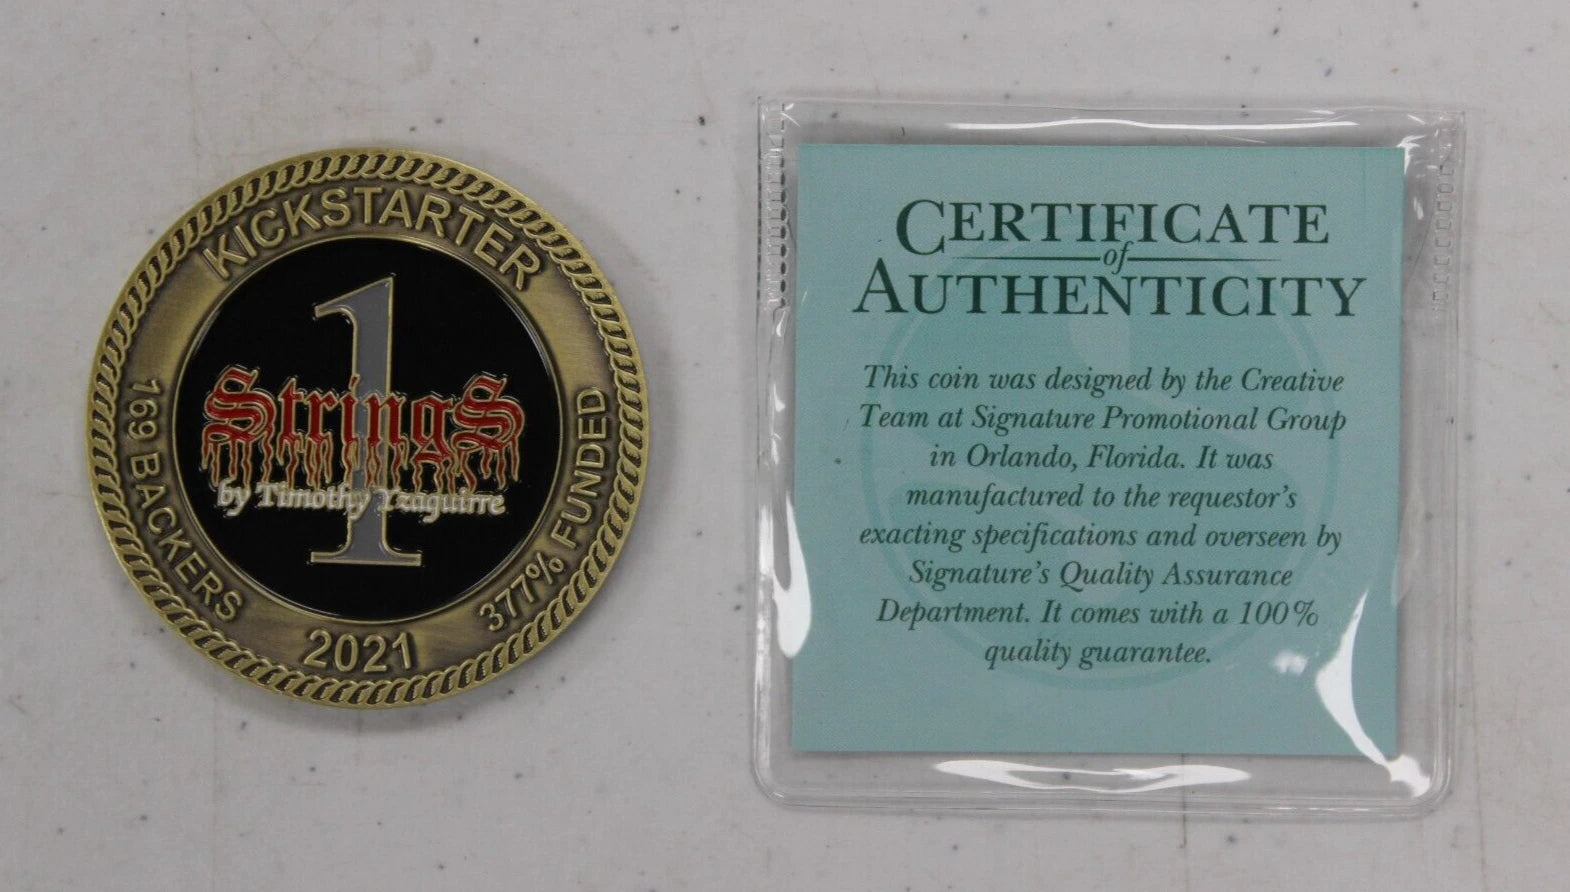 KICKSTARTER
1
StringS
by Timothy Yzaguirre
169 BACKERS
2021
377% FUNDED
CERTIFICATE
of
AUTHENTICITY
This coin was designed by the Creative
Team at Signature Promotional Group
in Orlando, Florida. It was
manufactured to the requestor's
exacting specifications and overseen by
Signature's Quality Assurance
Department. It comes with a 100%
quality guarantee.